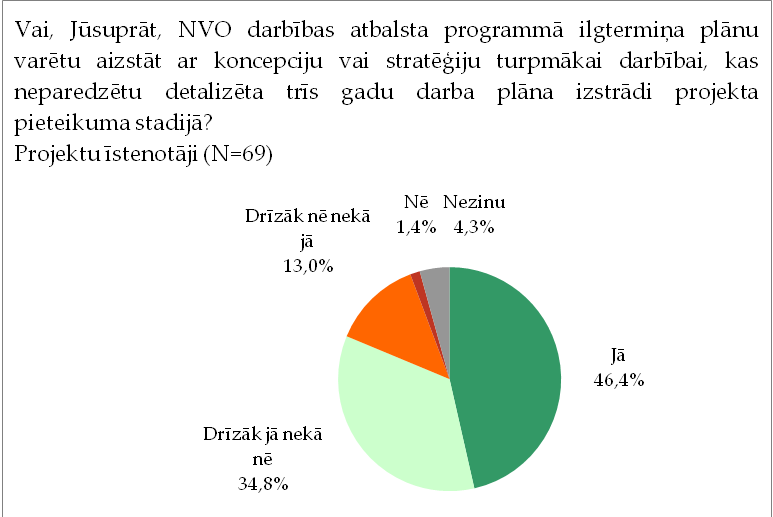 Vai, Jūsuprāt, NVO darbības atbalsta programmā ilgtermiņa plānu
varētu aizstāt ar koncepciju vai stratēģiju turpmākai darbībai, kas
neparedzētu detalizēta trīs gadu darba plāna izstrādi projekta
pieteikuma stadijā?
Projektu īstenotāji (N=69)
Nē
1,4%
Nezinu
4,3%
Drīzāk nē nekā
jā
13,0%
Jā
46,4%
Drīzāk jā nekā
nē
34,8%